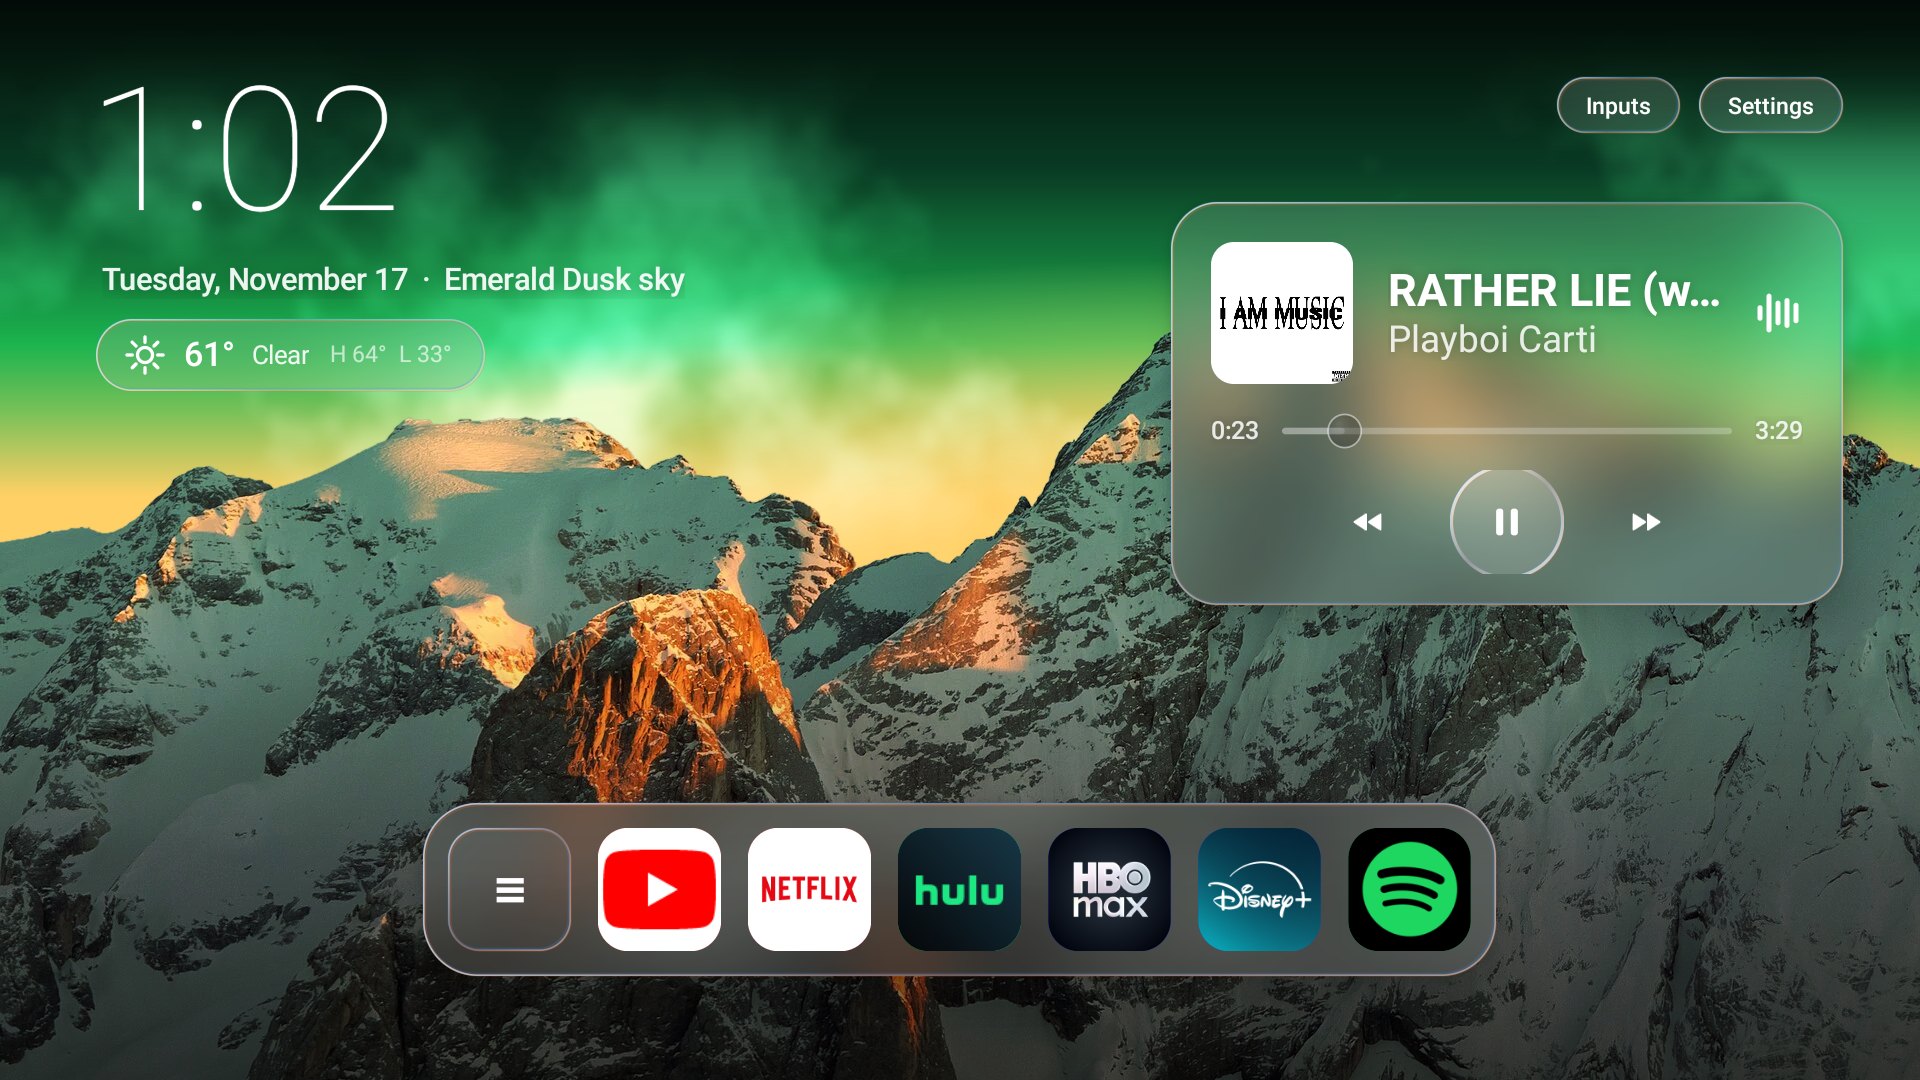 1:02
Inputs
Settings
Tuesday, November 17 · Emerald Dusk sky
61° Clear H 64° L 33°
I AM MUSIC
RATHER LIE (w...
Playboi Carti
0:23
3:29
NETFLIX
hulu
HBO
max
Disney+